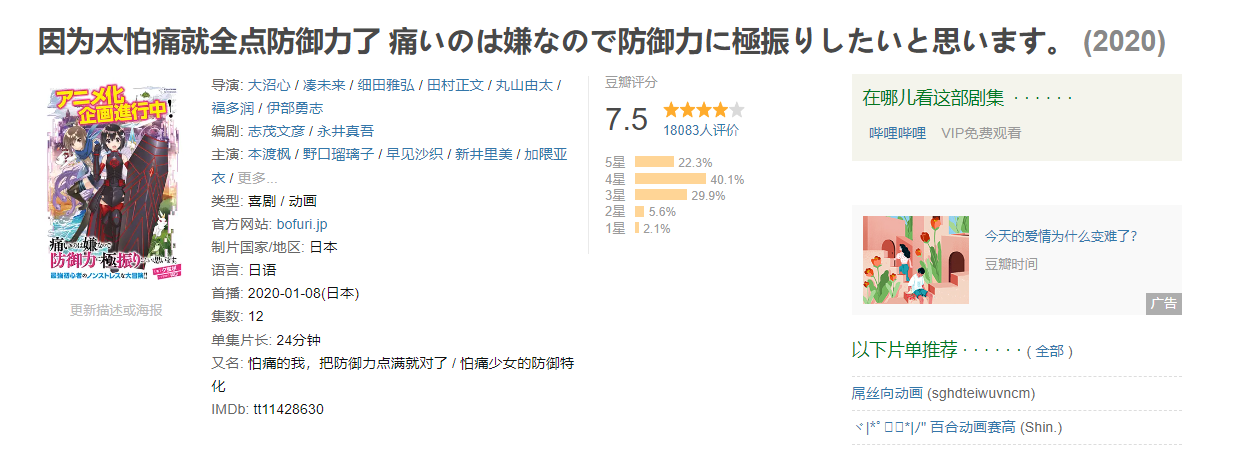 因为太怕痛就全点防御力了 痛いのは嫌なので防御力に極振りしたいと思います。 (2020)
アニメ化
企画進行中!
痛いのは嫌なので
防御力に極振りしたいと思います
最強初心者のノンストレスな大冒険!!
更新描述或海报
导演: 大沼心 / 凑未来 / 细田雅弘 / 田村正文 / 丸山由太 /
福多润 / 伊部勇志
编剧: 志茂文彦 / 永井真吾
主演: 本渡枫 / 野口瑠璃子 / 早见沙织 / 新井里美 / 加隈亚
衣 / 更多...
类型: 喜剧 / 动画
官方网站: bofuri.jp
制片国家/地区: 日本
语言: 日语
首播: 2020-01-08(日本)
集数: 12
单集片长: 24分钟
又名: 怕痛的我，把防御力点满就对了 / 怕痛少女的防御特
化
IMDb: tt11428630
豆瓣评分
7.5
18083人评价
5星 22.3%
4星 40.1%
3星 29.9%
2星 5.6%
1星 2.1%
在哪儿看这部剧集 · · · · · ·
哔哩哔哩 VIP免费观看
今天的爱情为什么变难了?
豆瓣时间
广告
以下片单推荐 · · · · · · ( 全部 )
屌丝向动画 (sghdteiwuvncm)
百合动画赛高 (Shin.)